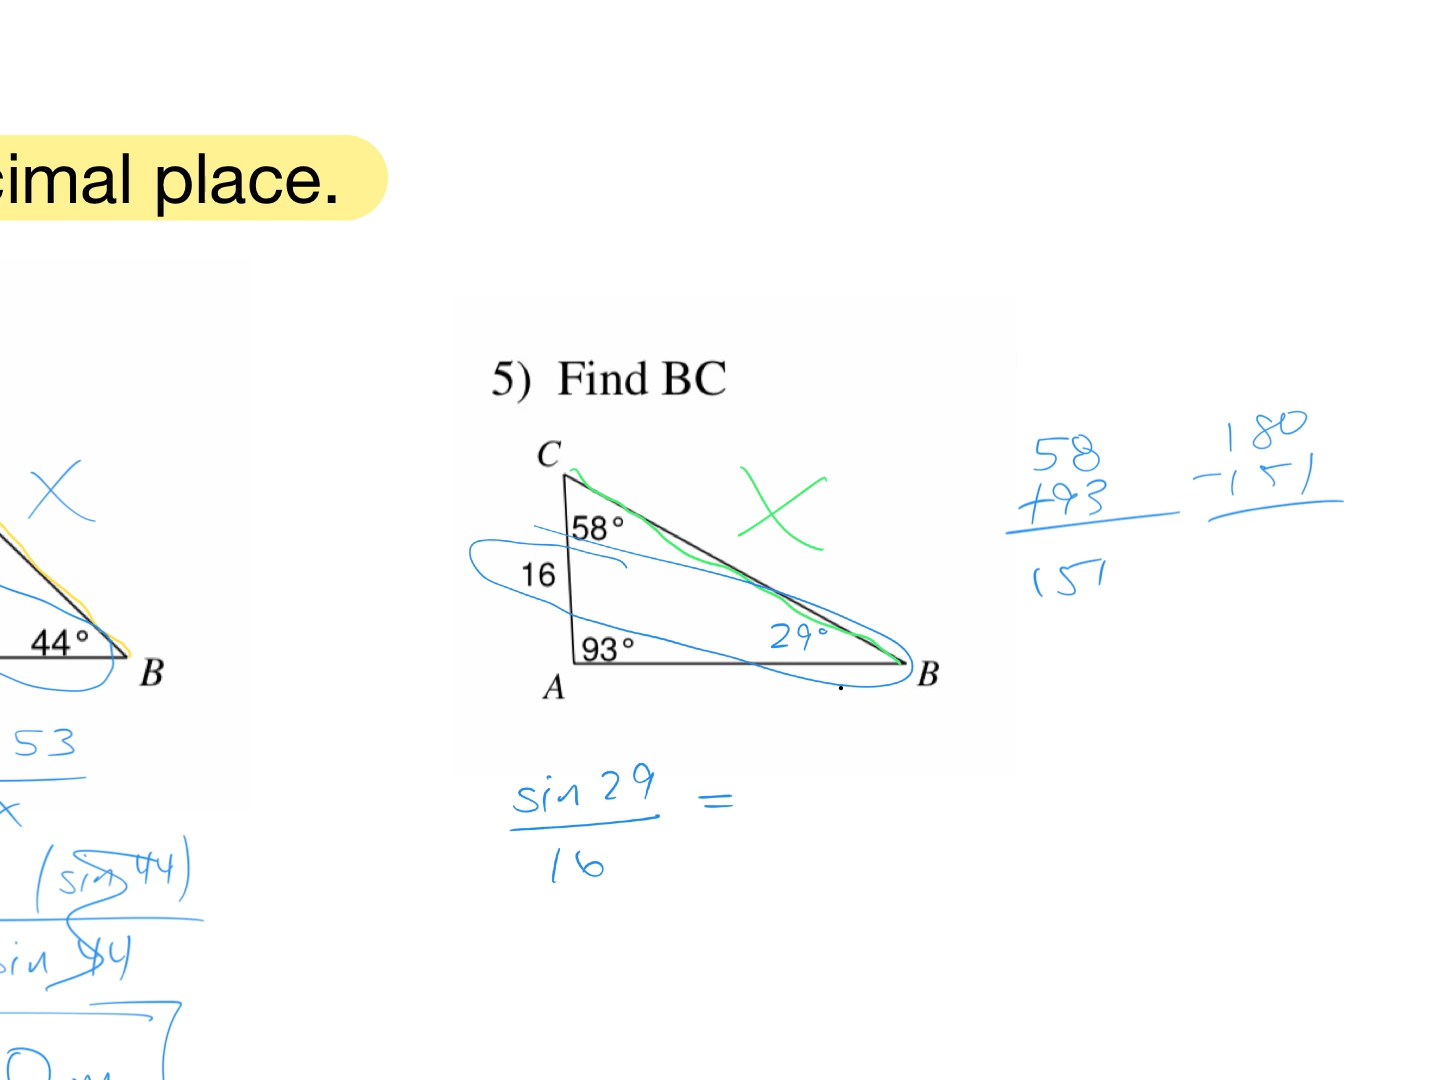 cimal place.
X
44°
B
53
x
(sin 44)
sin 44
5) Find BC
C
X
58°
16
29°
93°
A
B
sin 29 =
16
58
+93
151
180
-151